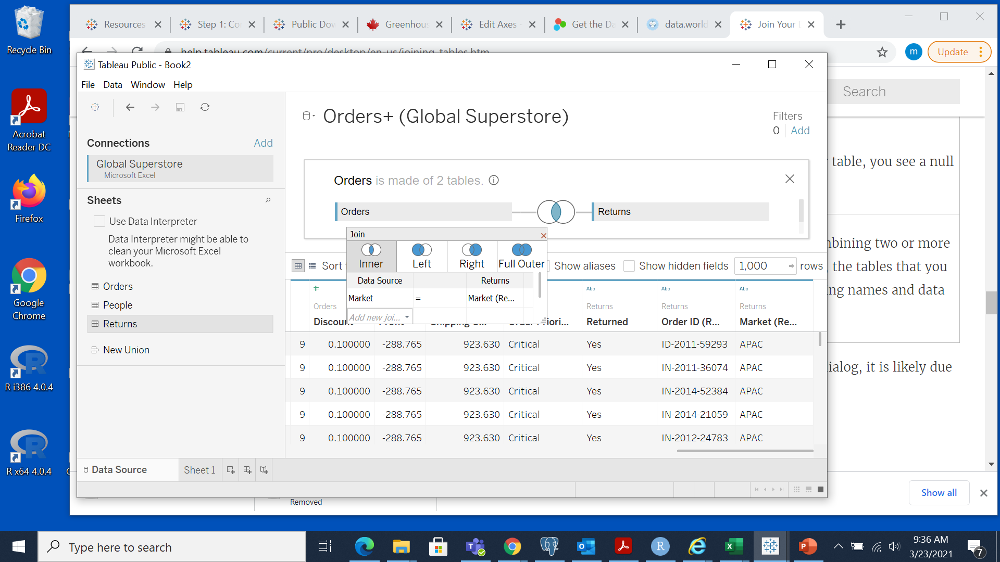 Recycle Bin
Acrobat
Reader DC
Firefox
Google
Chrome
R i386 4.0.4
R x64 4.0.4
Resources
Step 1: Co
Public Dow
Greenhous
Edit Axes -
Get the Da
data.world
Join Your D
help.tableau.com/current/pro/desktop/en-us/joining_tables.htm
m
Update
Tableau Public - Book2
File Data Window Help
Connections Add
Global Superstore
Microsoft Excel
Sheets
Use Data Interpreter
Data Interpreter might be able to
clean your Microsoft Excel
workbook.
Orders
People
Returns
New Union
Orders+ (Global Superstore)
Filters
0 Add
Orders is made of 2 tables.
Orders Returns
Join
Inner Left Right Full Outer
Data Source Returns
Market = Market (Re...
Add new joi...
Sort Show aliases Show hidden fields 1,000 rows
# Abc Abc Abc
Orders Returns Returns Returns
Discount Returned Order ID (R... Market (Re...
9 0.100000 -288.765 923.630 Critical Yes ID-2011-59293 APAC
9 0.100000 -288.765 923.630 Critical Yes IN-2011-36074 APAC
9 0.100000 -288.765 923.630 Critical Yes IN-2014-52384 APAC
9 0.100000 -288.765 923.630 Critical Yes IN-2014-21059 APAC
9 0.100000 -288.765 923.630 Critical Yes IN-2012-24783 APAC
Data Source Sheet 1
Search
table, you see a null
bining two or more
the tables that you
ng names and data
ialog, it is likely due
Removed
Show all
Type here to search
9:36 AM
3/23/2021
7